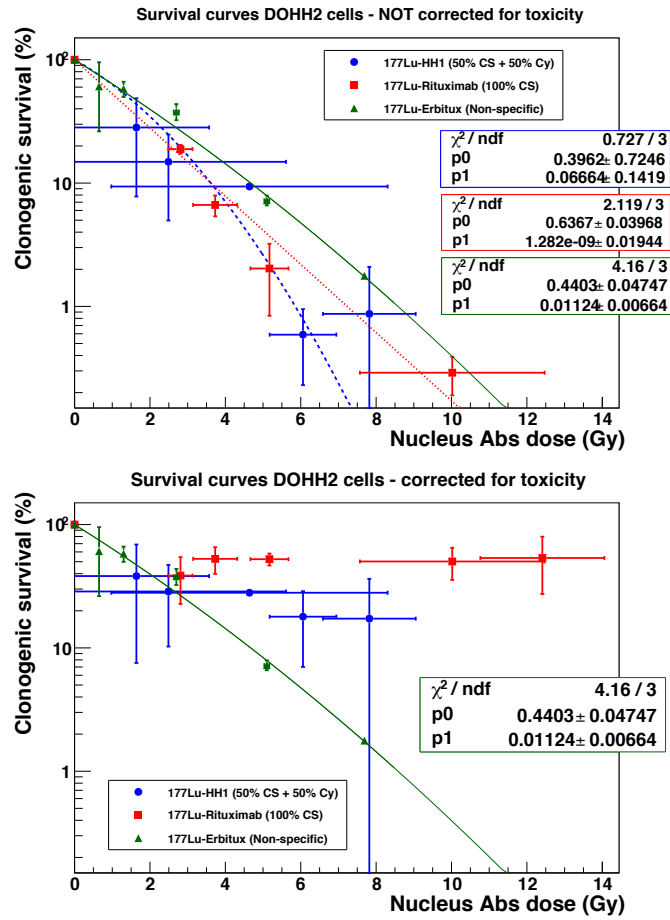 Survival curves DOHH2 cells - NOT corrected for toxicity
Clonogenic survival (%)
10²
10
1
177Lu-HH1 (50% CS + 50% Cy)
177Lu-Rituximab (100% CS)
177Lu-Erbitux (Non-specific)
χ² / ndf 0.727 / 3
p0 0.3962± 0.7246
p1 0.06664± 0.1419
χ² / ndf 2.119 / 3
p0 0.6367± 0.03968
p1 1.282e-09± 0.01944
χ² / ndf 4.16 / 3
p0 0.4403± 0.04747
p1 0.01124± 0.00664
0 2 4 6 8 10 12 14
Nucleus Abs dose (Gy)
Survival curves DOHH2 cells - corrected for toxicity
Clonogenic survival (%)
10²
10
1
χ² / ndf 4.16 / 3
p0 0.4403± 0.04747
p1 0.01124± 0.00664
177Lu-HH1 (50% CS + 50% Cy)
177Lu-Rituximab (100% CS)
177Lu-Erbitux (Non-specific)
0 2 4 6 8 10 12 14
Nucleus Abs dose (Gy)